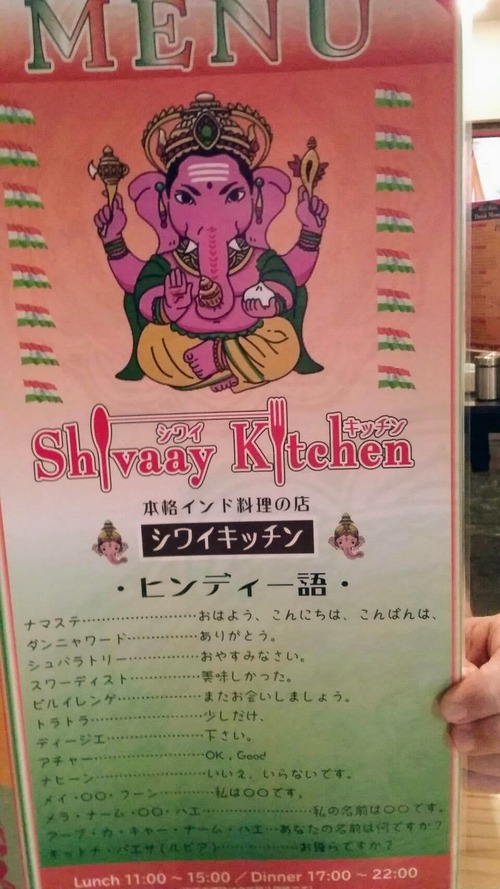 MENU
シワイ キッチン
Shivaay Kitchen
本格インド料理の店
シワイキッチン
・ヒンディー語・
ナマステ……………………おはよう、こんにちは、こんばんは、
ダンニャワード……………ありがとう。
シュバラトリー……………おやすみなさい。
スワーディスト……………美味しかった。
ピルイレンゲ………………またお会いしましょう。
トラトラ……………………少しだけ、
ディージエ…………………下さい。
アチャー……………………OK , Good
ナヒーン……………………いいえ、いらないです。
メイ・〇〇・フーン…………私は〇〇です。
メラ・ナーム・〇〇・ハエ……………………私の名前は〇〇です。
アープ・カ・キャー・ナーム・ハエ…あなたの名前は何ですか？
キットナ・パエサ(ルピア)……………お幾らですか？
Lunch 11:00 ～ 15:00 / Dinner 17:00 ～ 22:00